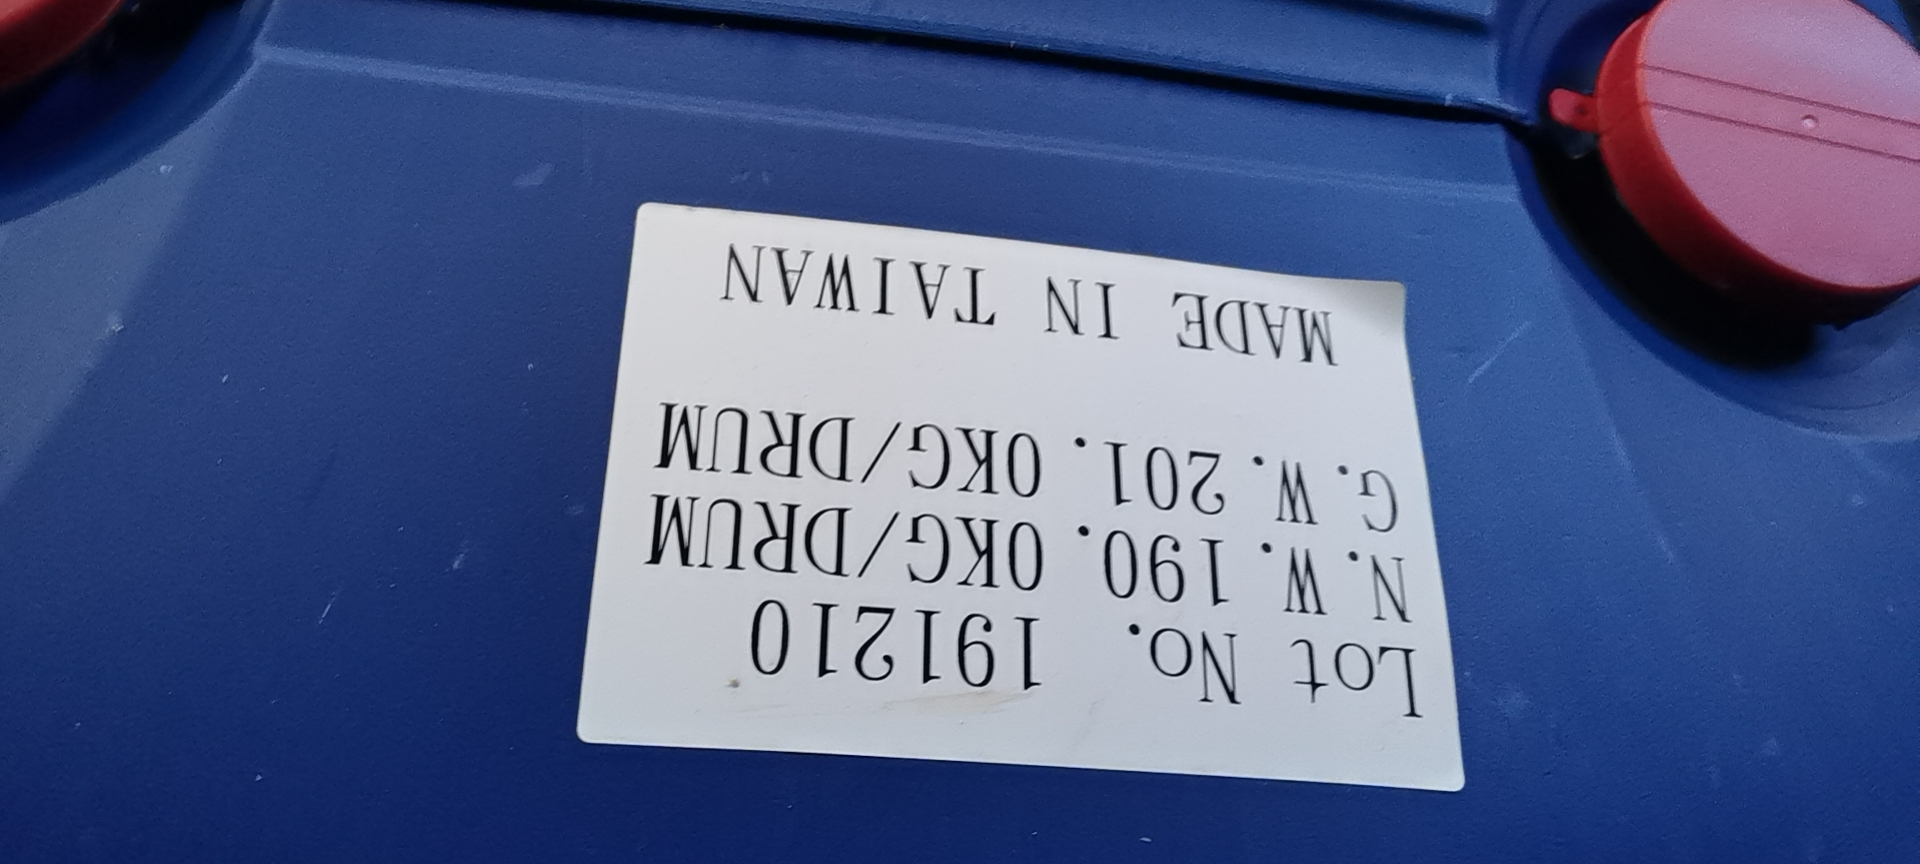 Lot No. 191210
N.W. 190.0KG/DRUM
G.W. 201.0KG/DRUM
MADE IN TAIWAN